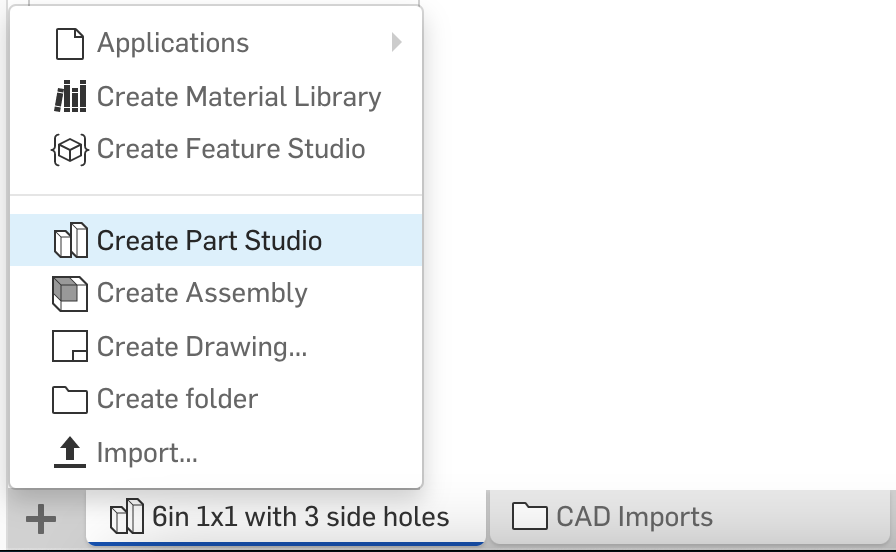 Applications
Create Material Library
Create Feature Studio
Create Part Studio
Create Assembly
Create Drawing...
Create folder
Import...
6in 1x1 with 3 side holes
CAD Imports